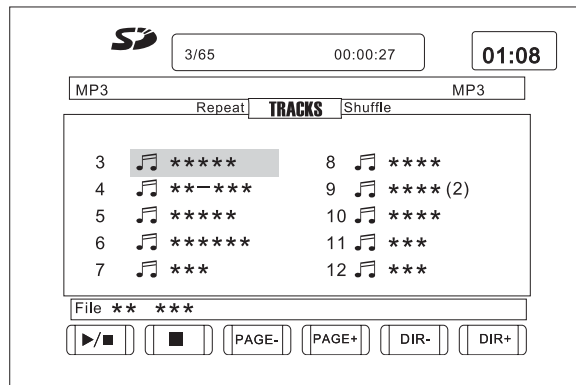 SD
3/65 00:00:27 01:08
MP3 MP3
Repeat TRACKS Shuffle
3 ***** 8 ****
4 **-*** 9 ****(2)
5 ***** 10 ****
6 ****** 11 ***
7 *** 12 ***
File ** ***
PAGE- PAGE+ DIR- DIR+